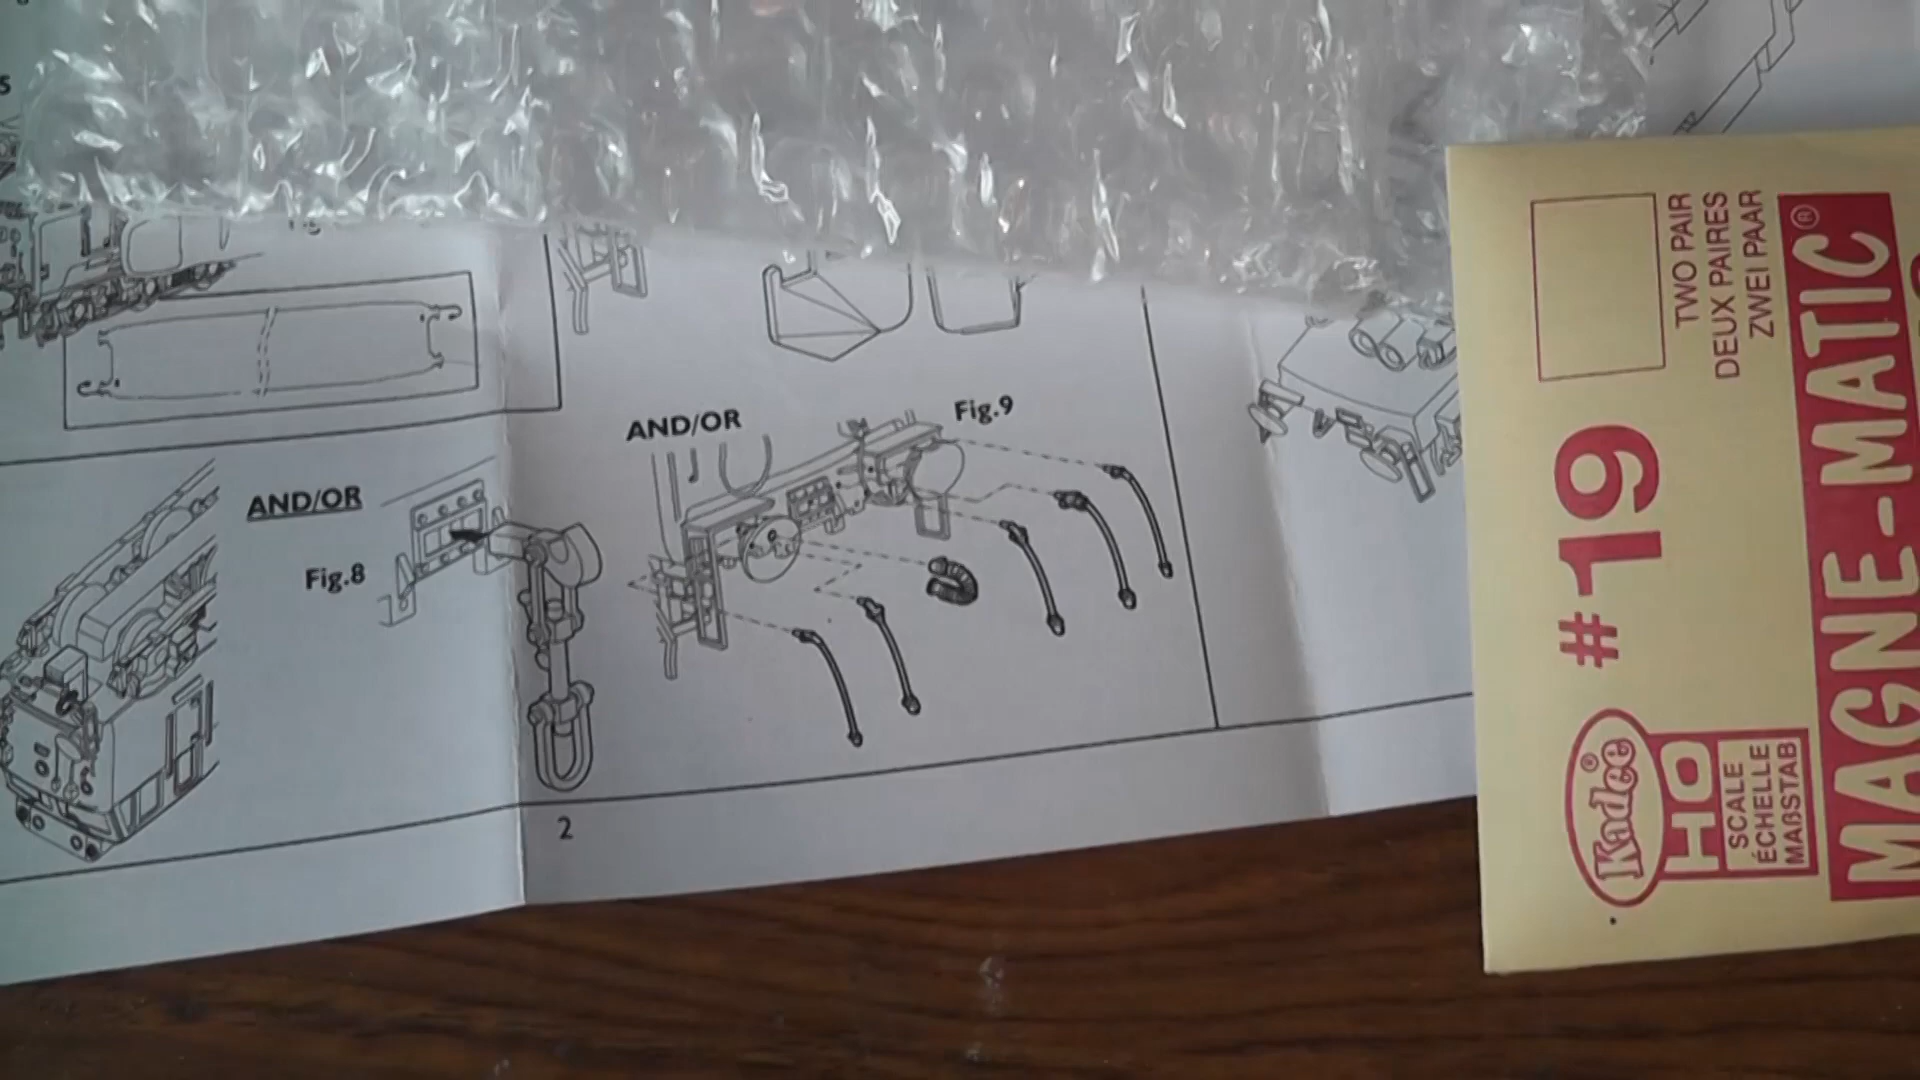 AND/OR
Fig.9
AND/OR
Fig.8
2
TWO PAIR
DEUX PAIRES
ZWEI PAAR
#19
MAGNE-MATIC®
Kadee®
HO
SCALE
ÉCHELLE
MAßSTAB